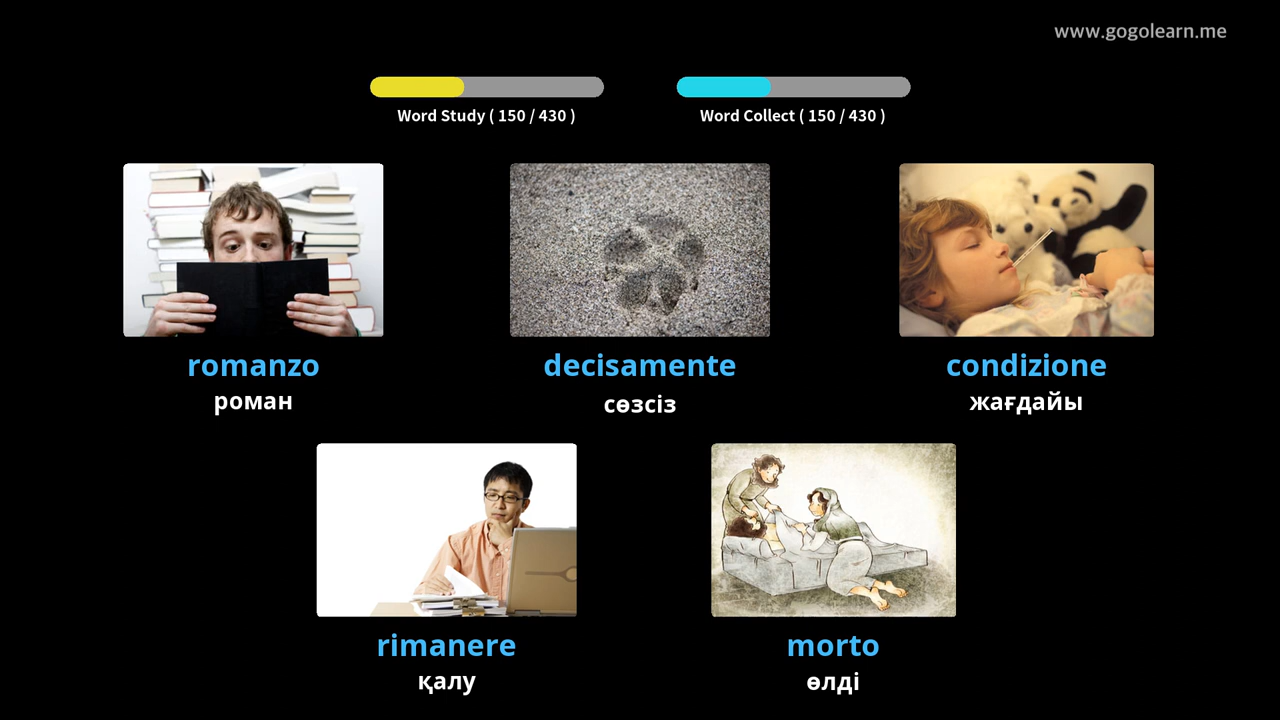 www.gogolearn.me
Word Study ( 150 / 430 )
Word Collect ( 150 / 430 )
romanzo
роман
decisamente
сөзсіз
condizione
жағдайы
rimanere
қалу
morto
өлді